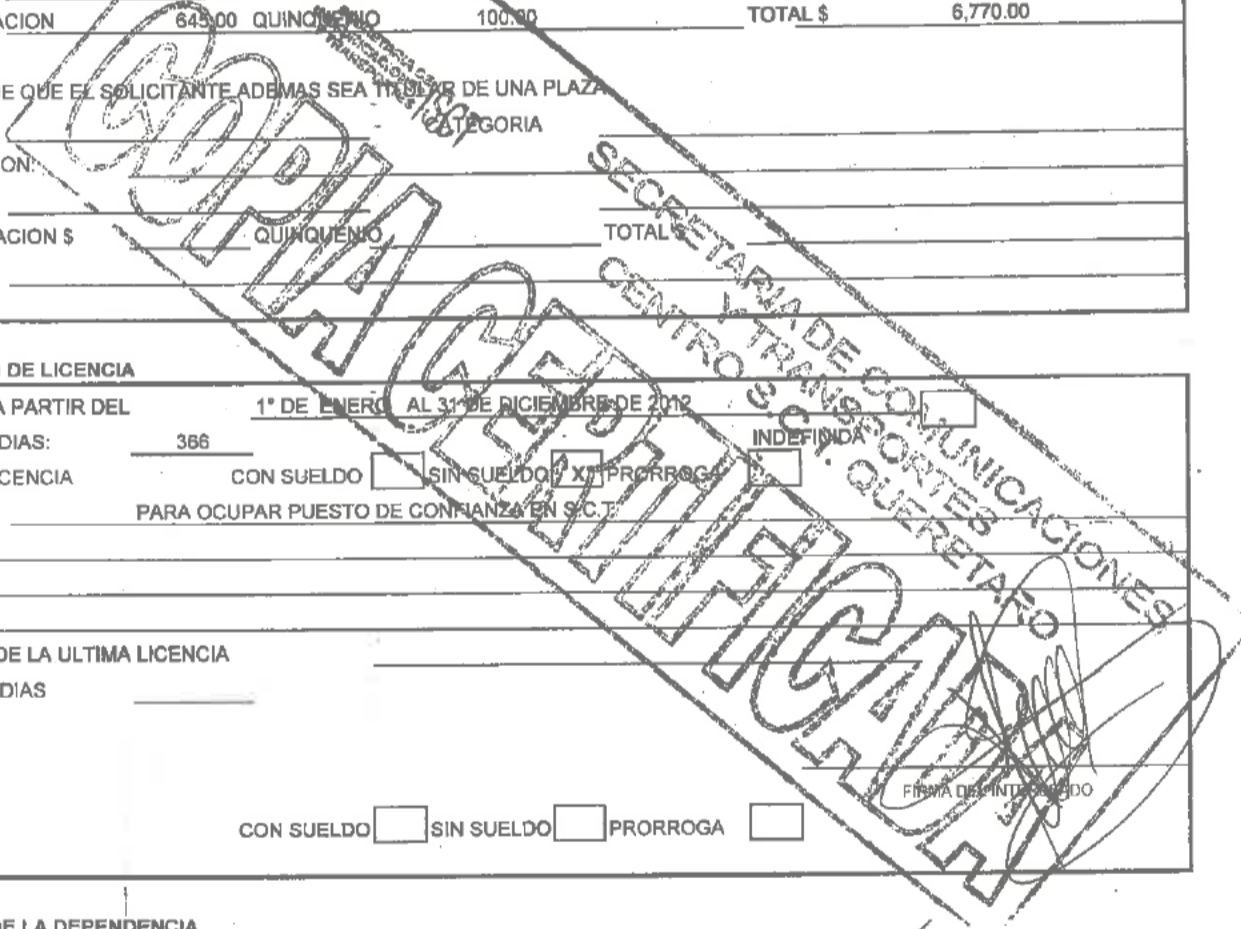 ACION 645.00 QUINQUENIO 100.00 TOTAL $ 6,770.00
E QUE EL SOLICITANTE ADEMAS SEA TITULAR DE UNA PLAZA
CATEGORIA
ON:
ACION $ QUINQUENIO TOTAL $
DE LICENCIA
A PARTIR DEL 1° DE ENERO AL 31 DE DICIEMBRE DE 2012
DIAS: 366 INDEFINIDA
CENCIA CON SUELDO SIN SUELDO X PRORROGA
PARA OCUPAR PUESTO DE CONFIANZA EN S.C.T.
DE LA ULTIMA LICENCIA
DIAS
FIRMA DEL INTERESADO
CON SUELDO SIN SUELDO PRORROGA
DE LA DEPENDENCIA
COPIA CERTIFICADA
SECRETARIA DE COMUNICACIONES
Y TRANSPORTES
CENTRO S.C.T. QUERETARO
SCT